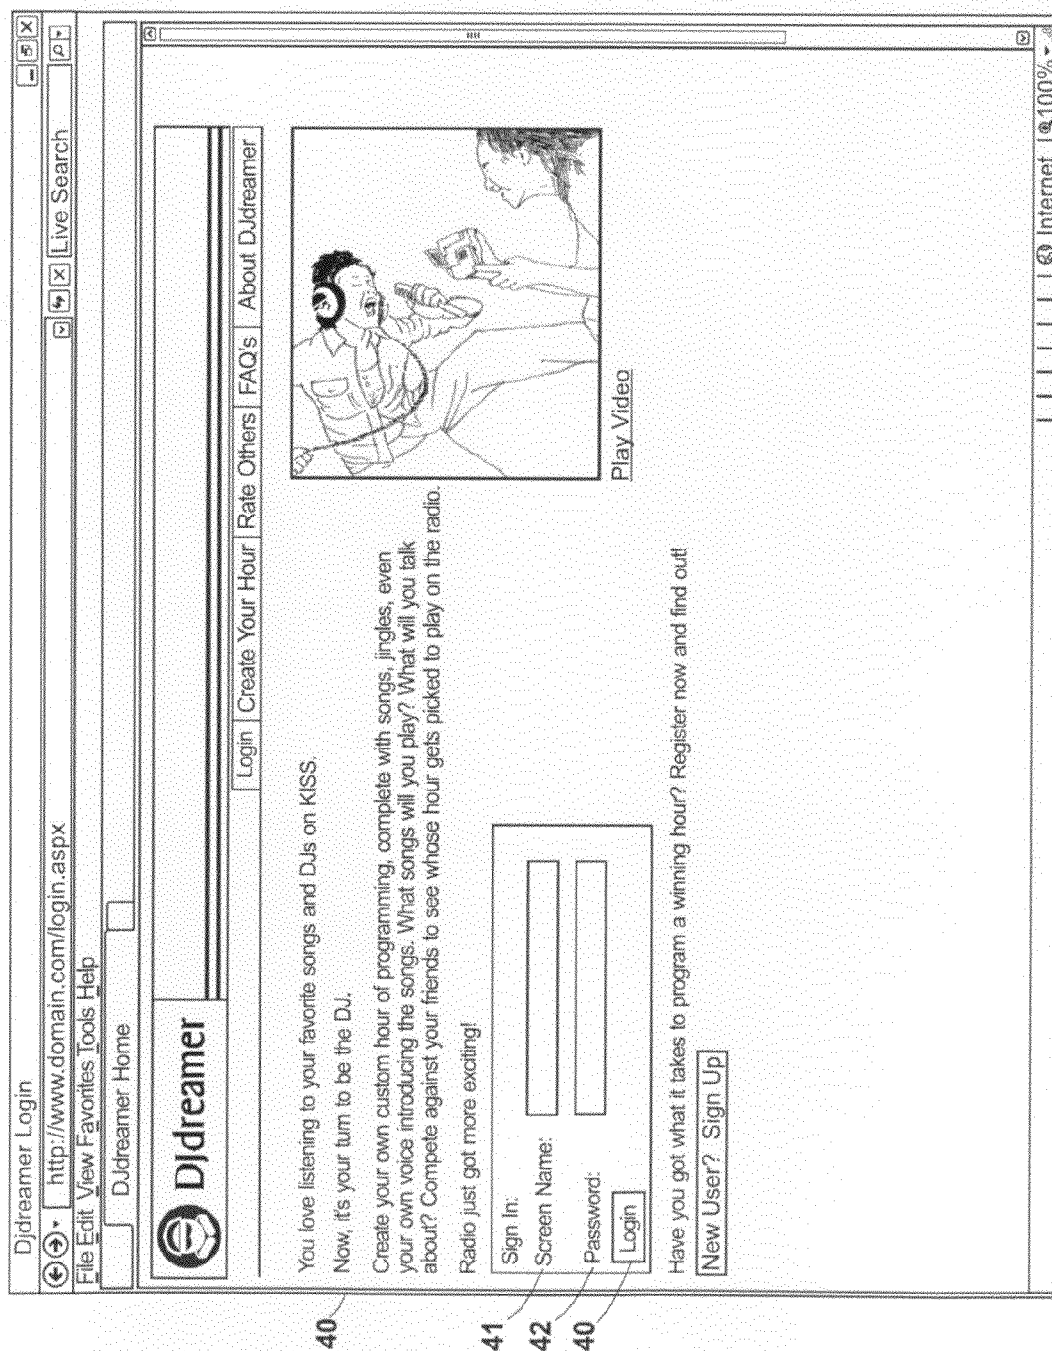 Djdreamer Login
http://www.domain.com/login.aspx
Live Search
File Edit View Favorites Tools Help
DJdreamer Home
DJdreamer
Login Create Your Hour Rate Others FAQ's About DJdreamer
You love listening to your favorite songs and DJs on KISS.
Now, it's your turn to be the DJ.
Create your own custom hour of programming, complete with songs, jingles, even
your own voice introducing the songs. What songs will you play? What will you talk
about? Compete against your friends to see whose hour gets picked to play on the radio.
Radio just got more exciting!
Play Video
Sign In:
Screen Name:
Password:
Login
Have you got what it takes to program a winning hour? Register now and find out!
New User? Sign Up
Internet 100%
40
41
42
40